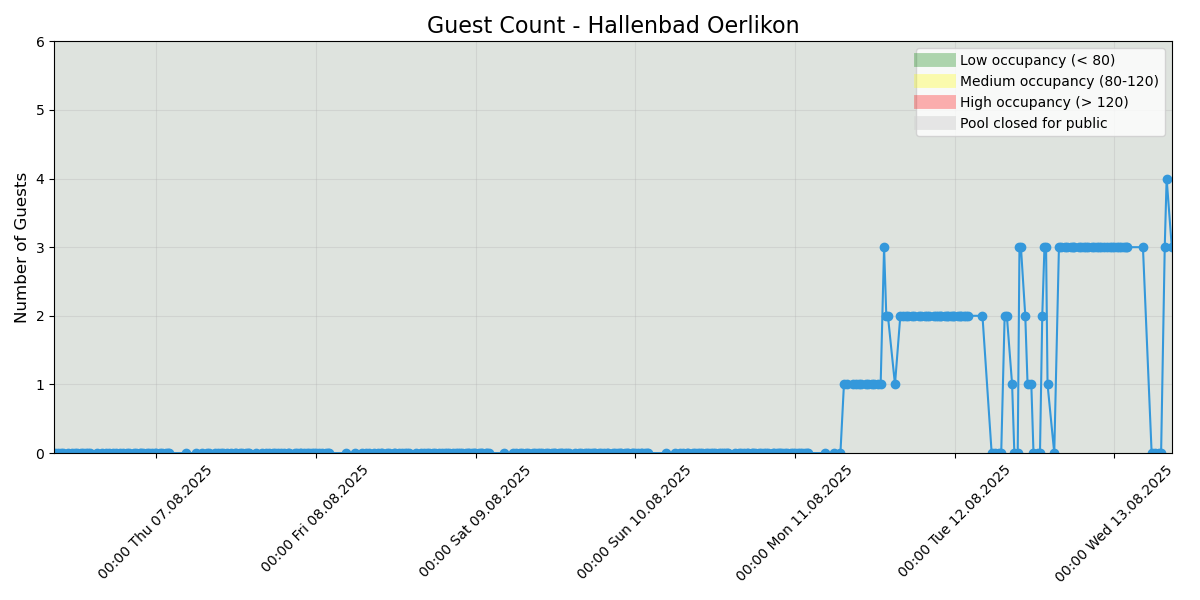 Guest Count - Hallenbad Oerlikon
Number of Guests
6
5
4
3
2
1
0
Low occupancy (< 80)
Medium occupancy (80-120)
High occupancy (> 120)
Pool closed for public
00:00 Thu 07.08.2025
00:00 Fri 08.08.2025
00:00 Sat 09.08.2025
00:00 Sun 10.08.2025
00:00 Mon 11.08.2025
00:00 Tue 12.08.2025
00:00 Wed 13.08.2025